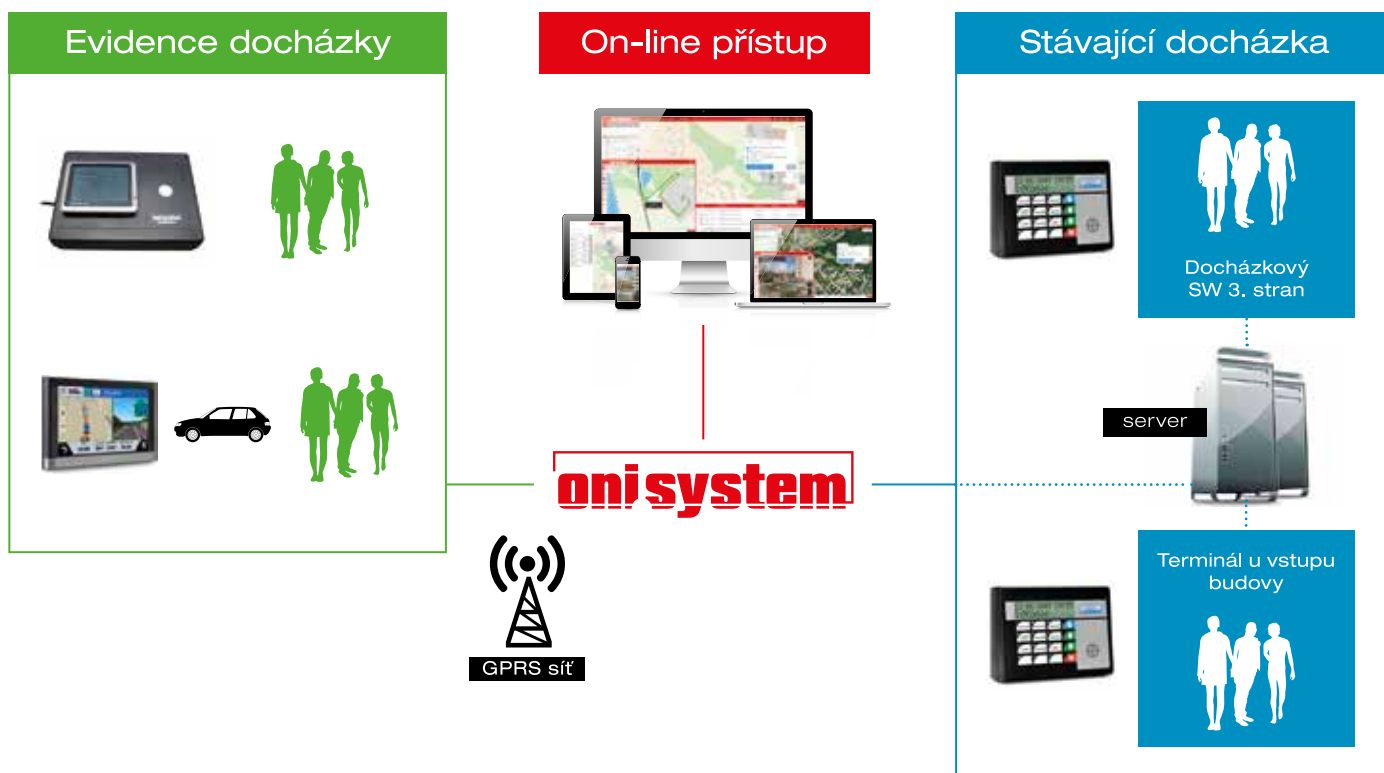 Evidence docházky
On-line přístup
Stávající docházka
Docházkový
SW 3. stran
server
oni system
Terminál u vstupu
budovy
GPRS síť